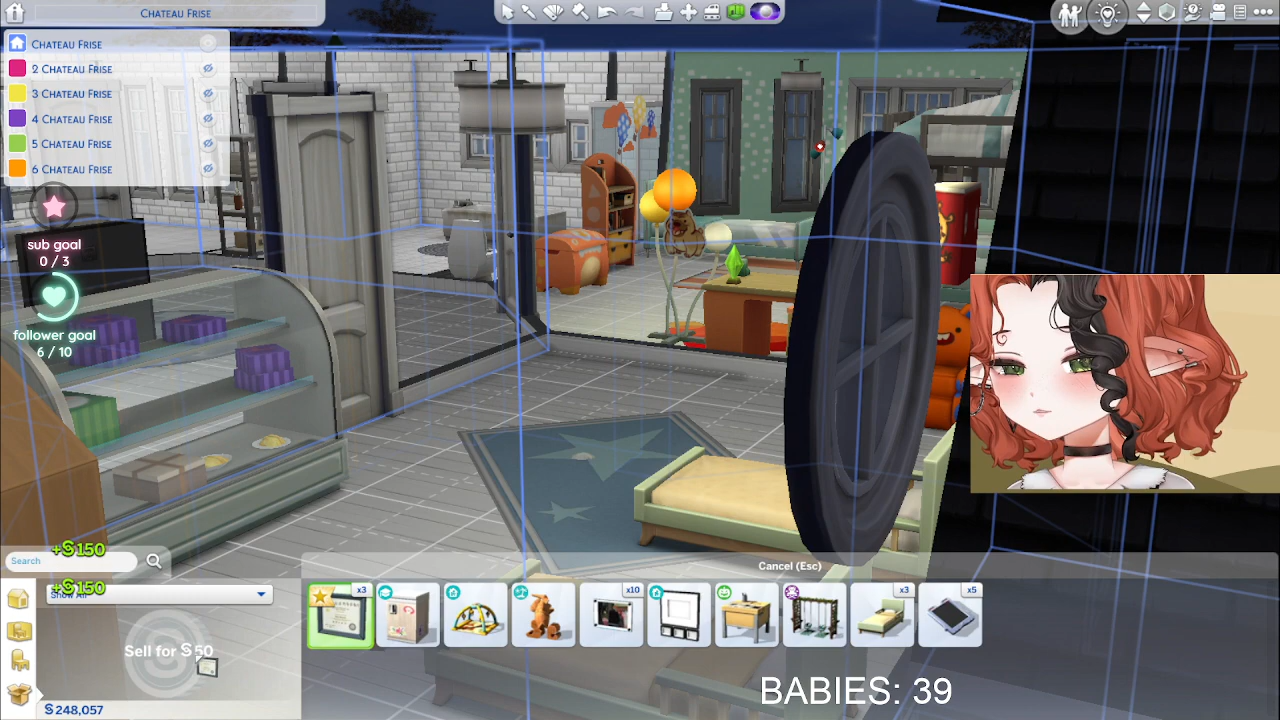 CHATEAU FRISE
CHATEAU FRISE
2 CHATEAU FRISE
3 CHATEAU FRISE
4 CHATEAU FRISE
5 CHATEAU FRISE
6 CHATEAU FRISE
sub goal
0 / 3
follower goal
6 / 10
+§150
Search
Cancel (Esc)
+§150
Show All
x3
x10
x3
x5
Sell for §50
§248,057
BABIES: 39